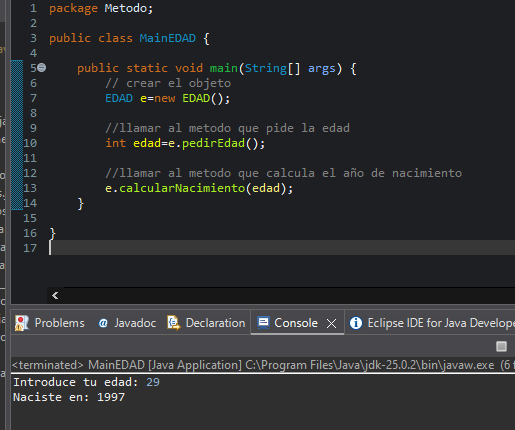 1 package Metodo;
2
3 public class MainEDAD {
4
5 public static void main(String[] args) {
6 // crear el objeto
7 EDAD e=new EDAD();
8
9 //llamar al metodo que pide la edad
10 int edad=e.pedirEdad();
11
12 //llamar al metodo que calcula el año de nacimiento
13 e.calcularNacimiento(edad);
14 }
15
16 }
17
Problems Javadoc Declaration Console Eclipse IDE for Java Develope
<terminated> MainEDAD [Java Application] C:\Program Files\Java\jdk-25.0.2\bin\javaw.exe (6 f
Introduce tu edad: 29
Naciste en: 1997